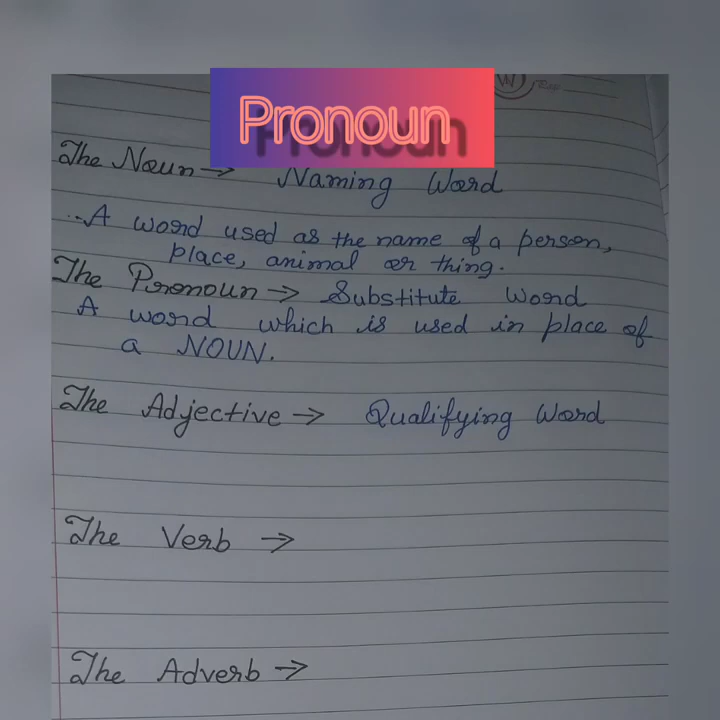 Pronoun
The Noun → Naming Word
A word used as the name of a person,
place, animal or thing.
The Pronoun → Substitute Word
A word which is used in place of
a NOUN.
The Adjective → Qualifying Word
The Verb →
The Adverb →